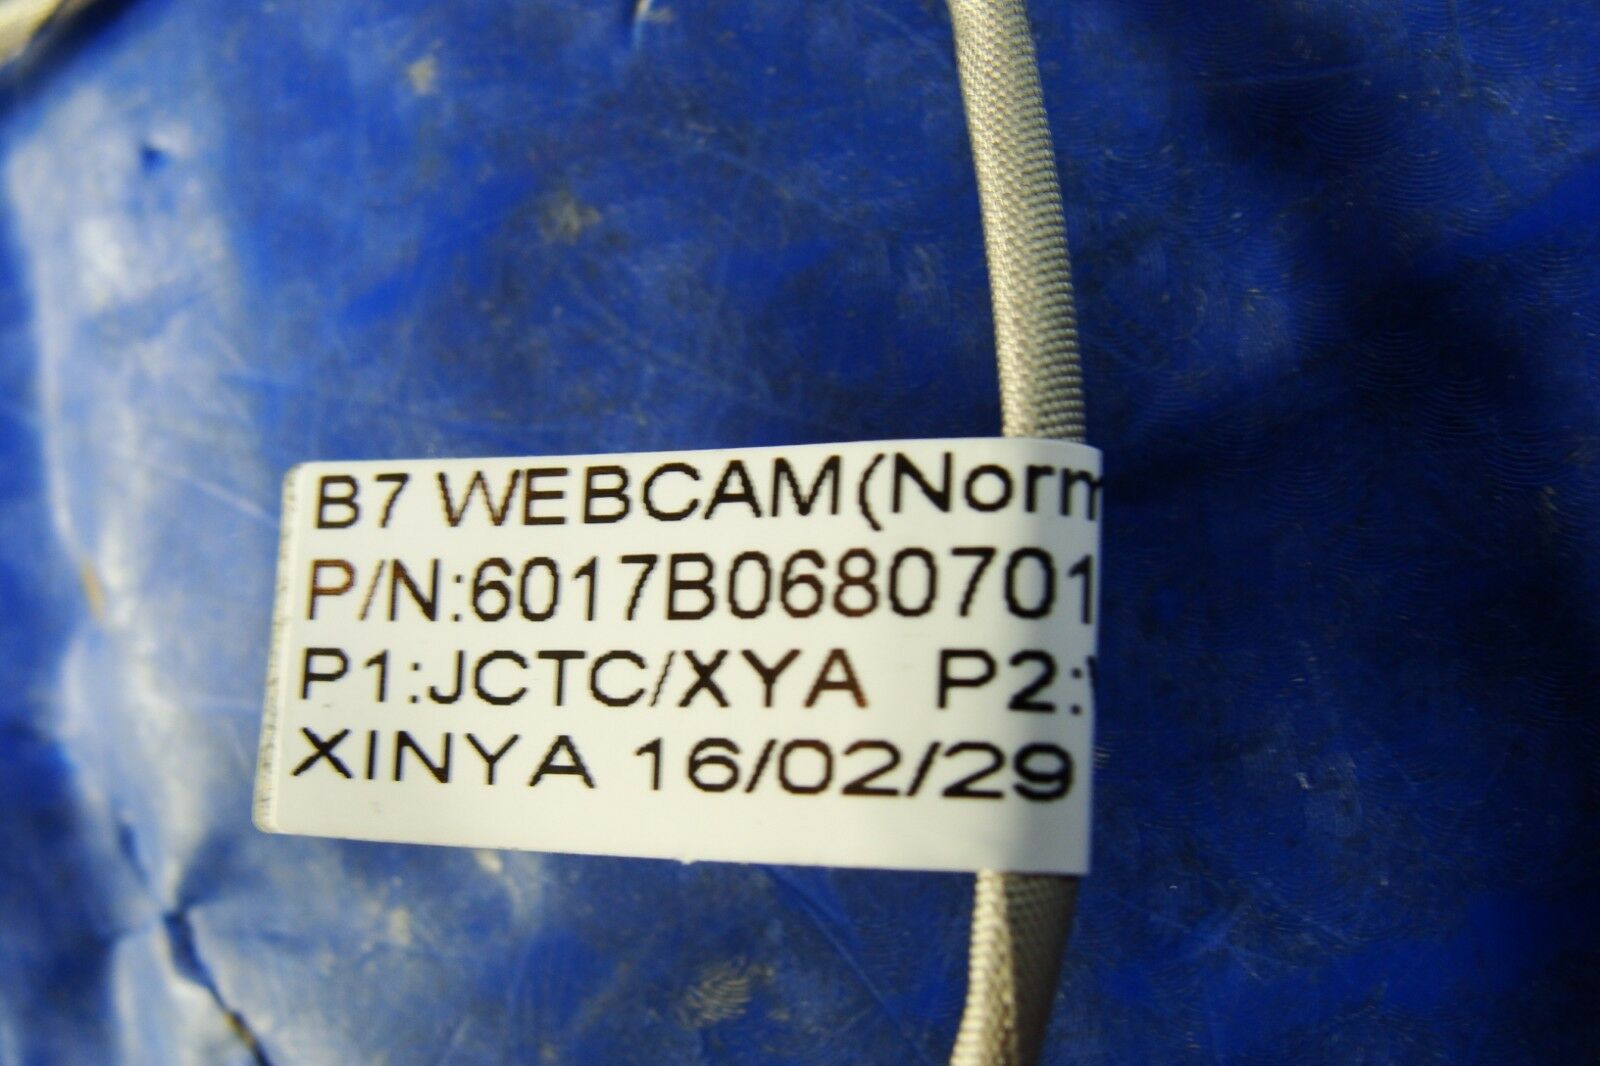 B7 WEBCAM(Norm
P/N:6017B0680701
P1:JCTC/XYA P2:
XINYA 16/02/29